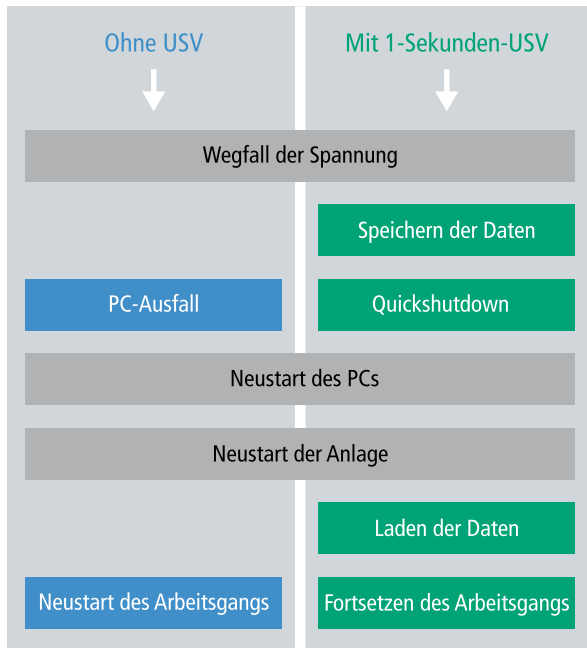 Ohne USV
Mit 1-Sekunden-USV
Wegfall der Spannung
Speichern der Daten
PC-Ausfall
Quickshutdown
Neustart des PCs
Neustart der Anlage
Laden der Daten
Neustart des Arbeitsgangs
Fortsetzen des Arbeitsgangs